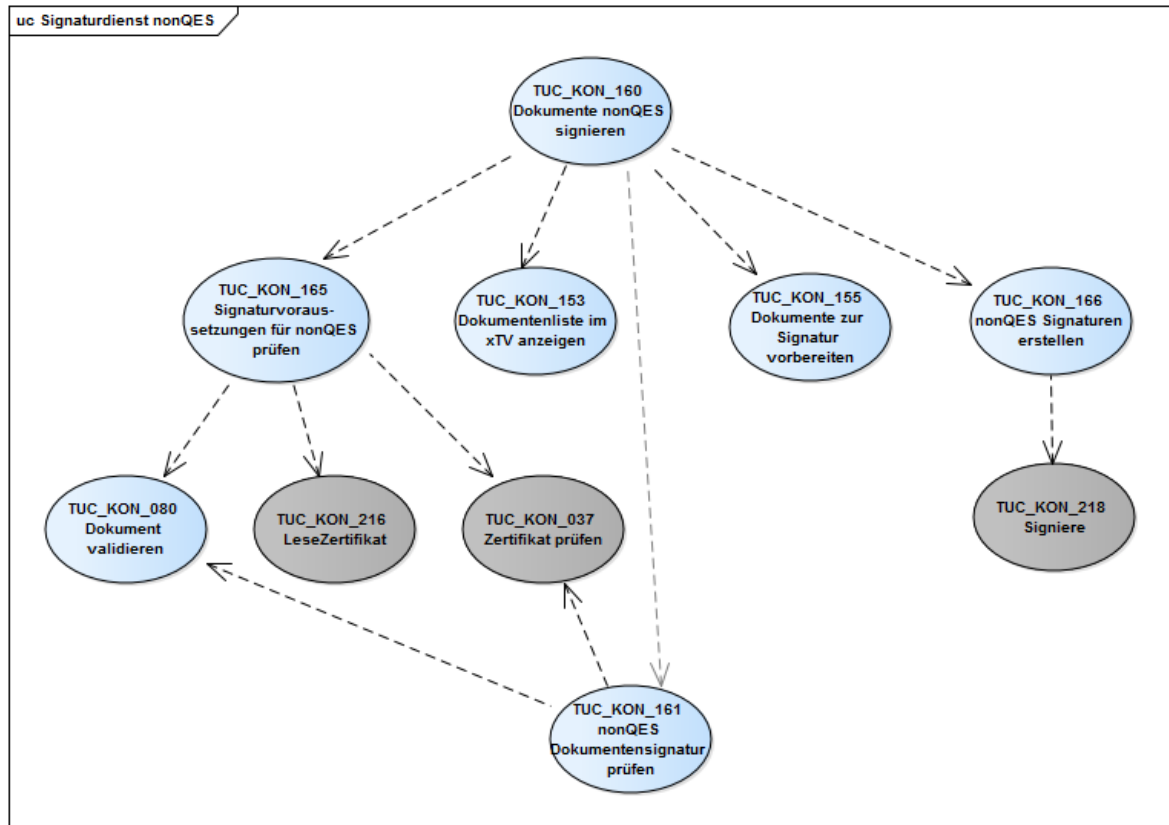 uc Signaturdienst nonQES
TUC_KON_160
Dokumente nonQES
signieren
TUC_KON_165
Signaturvoraus-
setzungen für nonQES
prüfen
TUC_KON_153
Dokumentenliste im
xTV anzeigen
TUC_KON_155
Dokumente zur
Signatur
vorbereiten
TUC_KON_166
nonQES Signaturen
erstellen
TUC_KON_080
Dokument
validieren
TUC_KON_216
LeseZertifikat
TUC_KON_037
Zertifikat prüfen
TUC_KON_218
Signiere
TUC_KON_161
nonQES
Dokumentensignatur
prüfen